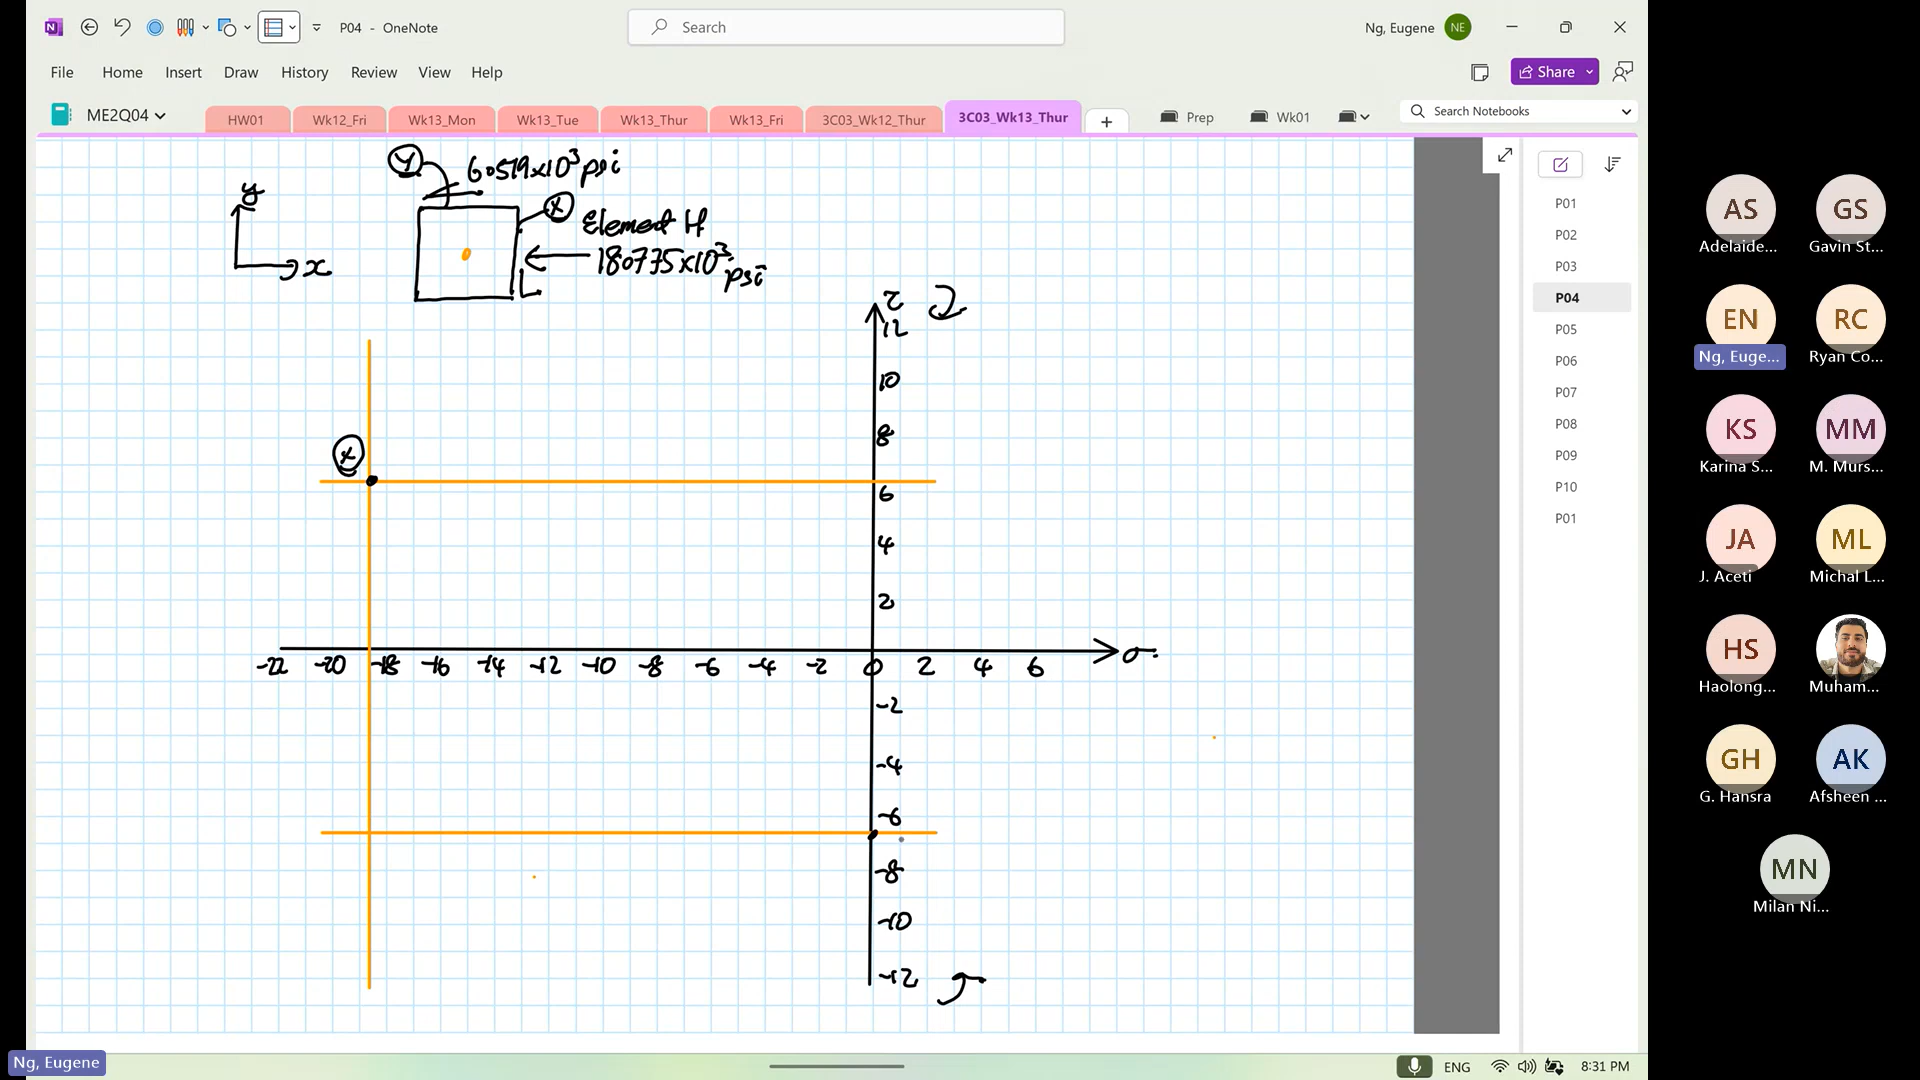 P04 - OneNote
Search
Ng, Eugene
NE
File Home Insert Draw History Review View Help
Share
ME2Q04
HW01 Wk12_Fri Wk13_Mon Wk13_Tue Wk13_Thur Wk13_Fri 3C03_Wk12_Thur 3C03_Wk13_Thur + Prep Wk01
Search Notebooks
Y
6.0519x10³ psi
y
x
X
Element H
18.0775x10³ psi
τ
12
10
8
X
6
4
2
-22 -20 -18 -16 -14 -12 -10 -8 -6 -4 -2 0 2 4 6
σ
-2
-4
-6
-8
-10
-12
P01
P02
P03
P04
P05
P06
P07
P08
P09
P10
P01
AS
Adelaide...
GS
Gavin St...
EN
Ng, Euge...
RC
Ryan Co...
KS
Karina S...
MM
M. Murs...
JA
J. Aceti
ML
Michal L...
HS
Haolong...
Muham...
GH
G. Hansra
AK
Afsheen ...
MN
Milan Ni...
Ng, Eugene
ENG
8:31 PM